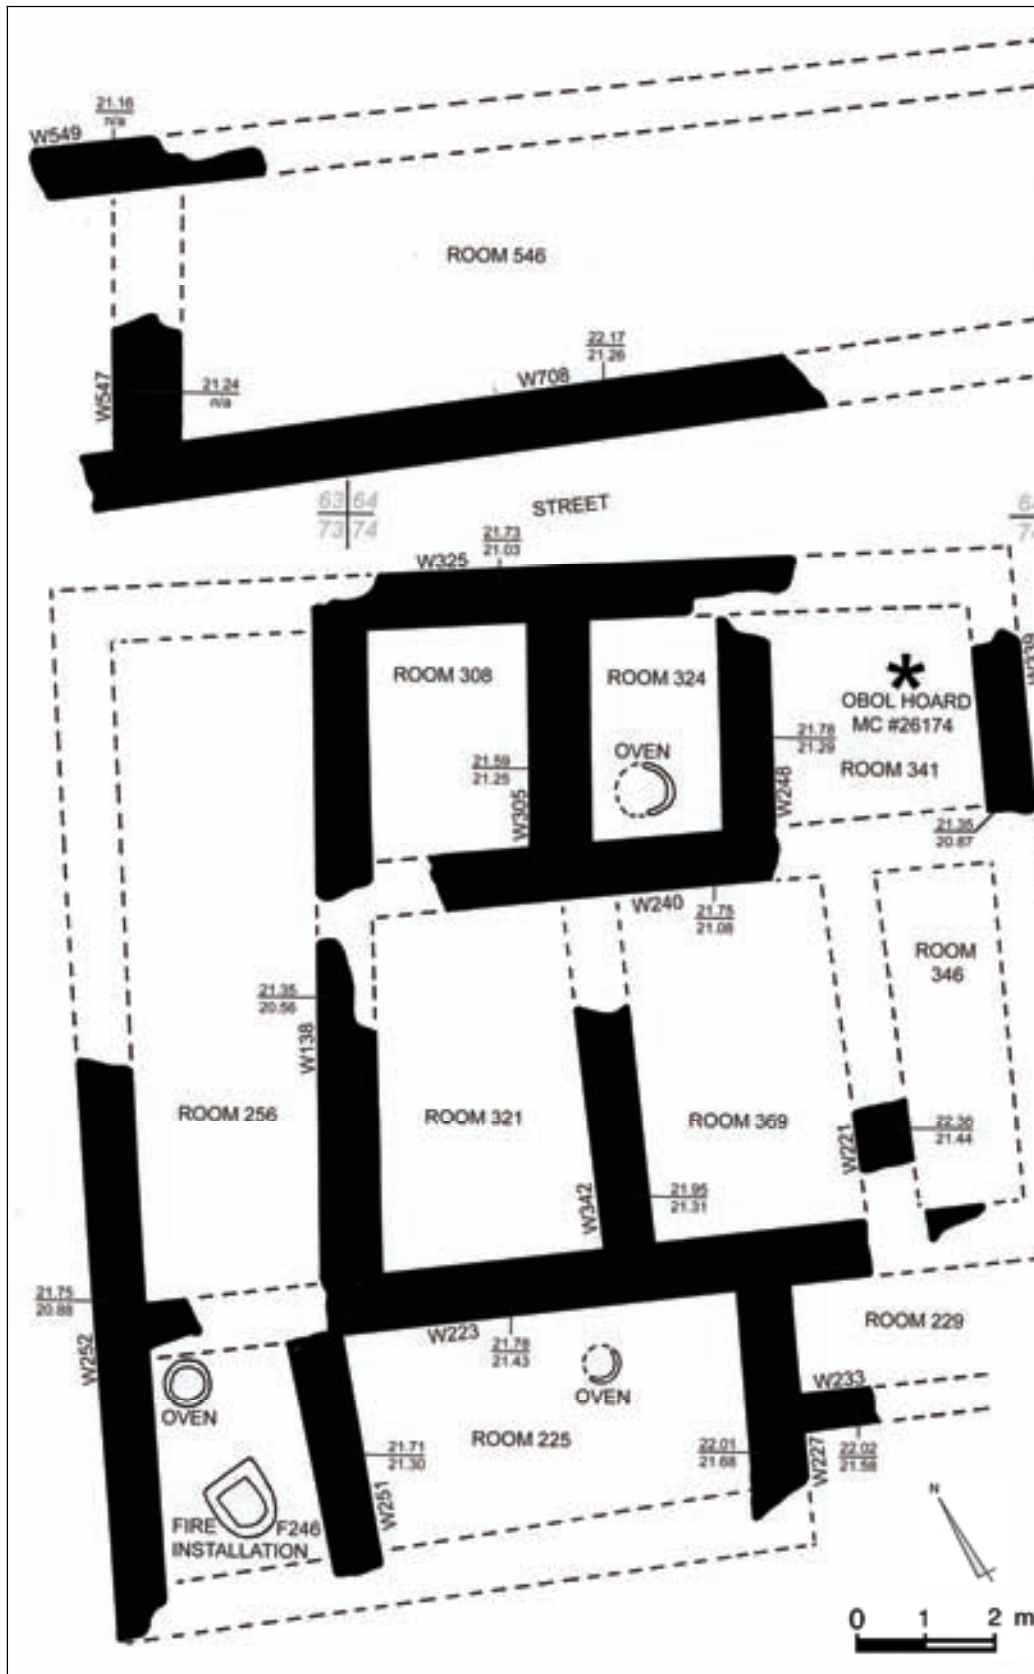 21.16
n/a
W549
ROOM 546
22.17
21.26
W708
W547
21.24
n/a
63 64
73 74
STREET
21.73
21.03
W325
ROOM 308
ROOM 324
OBOL HOARD
MC #26174
ROOM 341
OVEN
21.59
21.25
W305
21.78
21.29
W248
21.35
20.87
W240
21.75
21.08
ROOM
346
21.35
20.56
W138
ROOM 256
ROOM 321
ROOM 369
W221
21.44
W342
21.95
21.31
21.75
20.88
W252
W223
21.78
21.43
ROOM 229
OVEN
OVEN
W233
ROOM 225
21.71
21.30
W251
22.01
21.68
W227
22.02
21.58
N
FIRE F246
INSTALLATION
0 1 2 m